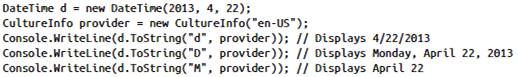 DateTime d = new DateTime(2013, 4, 22);
CultureInfo provider = new CultureInfo("en-US");
Console.WriteLine(d.ToString("d", provider)); // Displays 4/22/2013
Console.WriteLine(d.ToString("D", provider)); // Displays Monday, April 22, 2013
Console.WriteLine(d.ToString("M", provider)); // Displays April 22